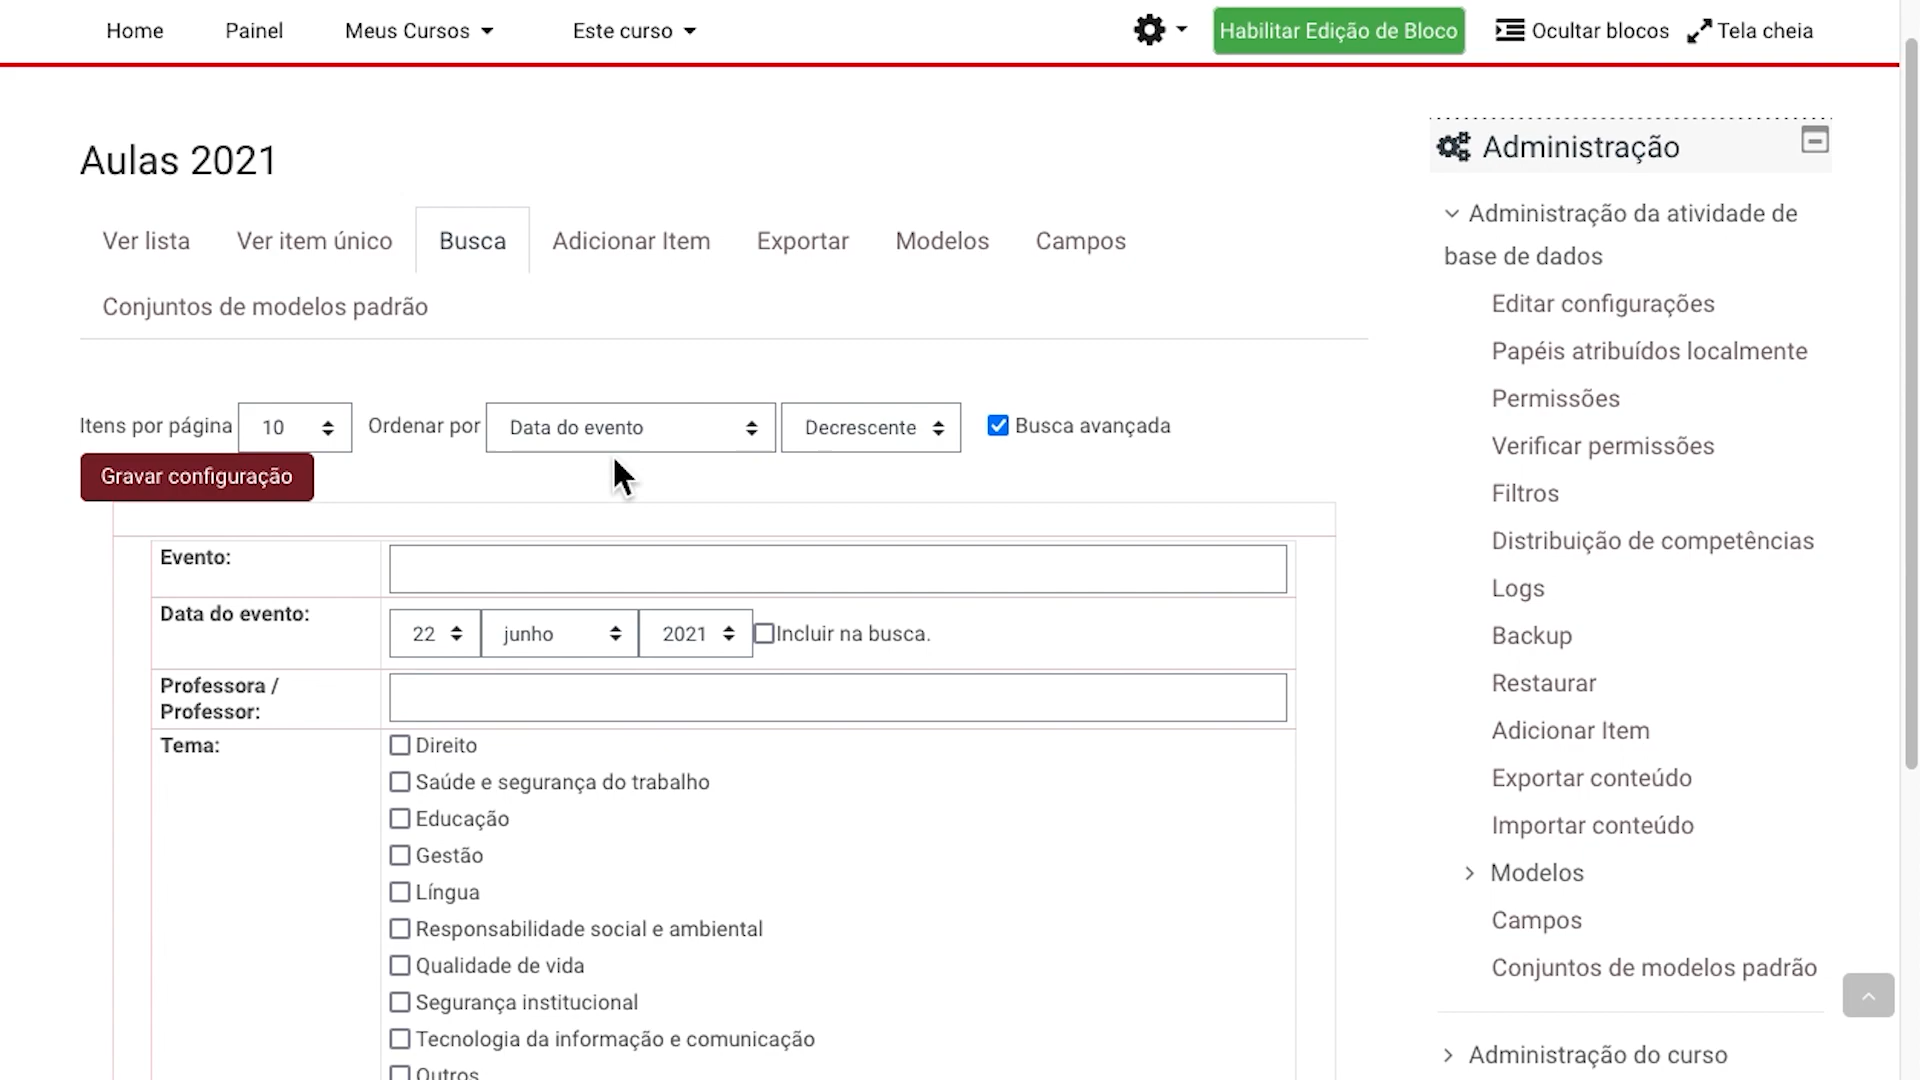 Home Painel Meus Cursos Este curso Habilitar Edição de Bloco Ocultar blocos Tela cheia
Aulas 2021
Ver lista Ver item único Busca Adicionar Item Exportar Modelos Campos
Conjuntos de modelos padrão
Itens por página 10 Ordenar por Data do evento Decrescente Busca avançada
Gravar configuração
Evento:
Data do evento: 22 junho 2021 Incluir na busca.
Professora /
Professor:
Tema:
Direito
Saúde e segurança do trabalho
Educação
Gestão
Língua
Responsabilidade social e ambiental
Qualidade de vida
Segurança institucional
Tecnologia da informação e comunicação
Outros
Administração
Administração da atividade de
base de dados
Editar configurações
Papéis atribuídos localmente
Permissões
Verificar permissões
Filtros
Distribuição de competências
Logs
Backup
Restaurar
Adicionar Item
Exportar conteúdo
Importar conteúdo
Modelos
Campos
Conjuntos de modelos padrão
Administração do curso